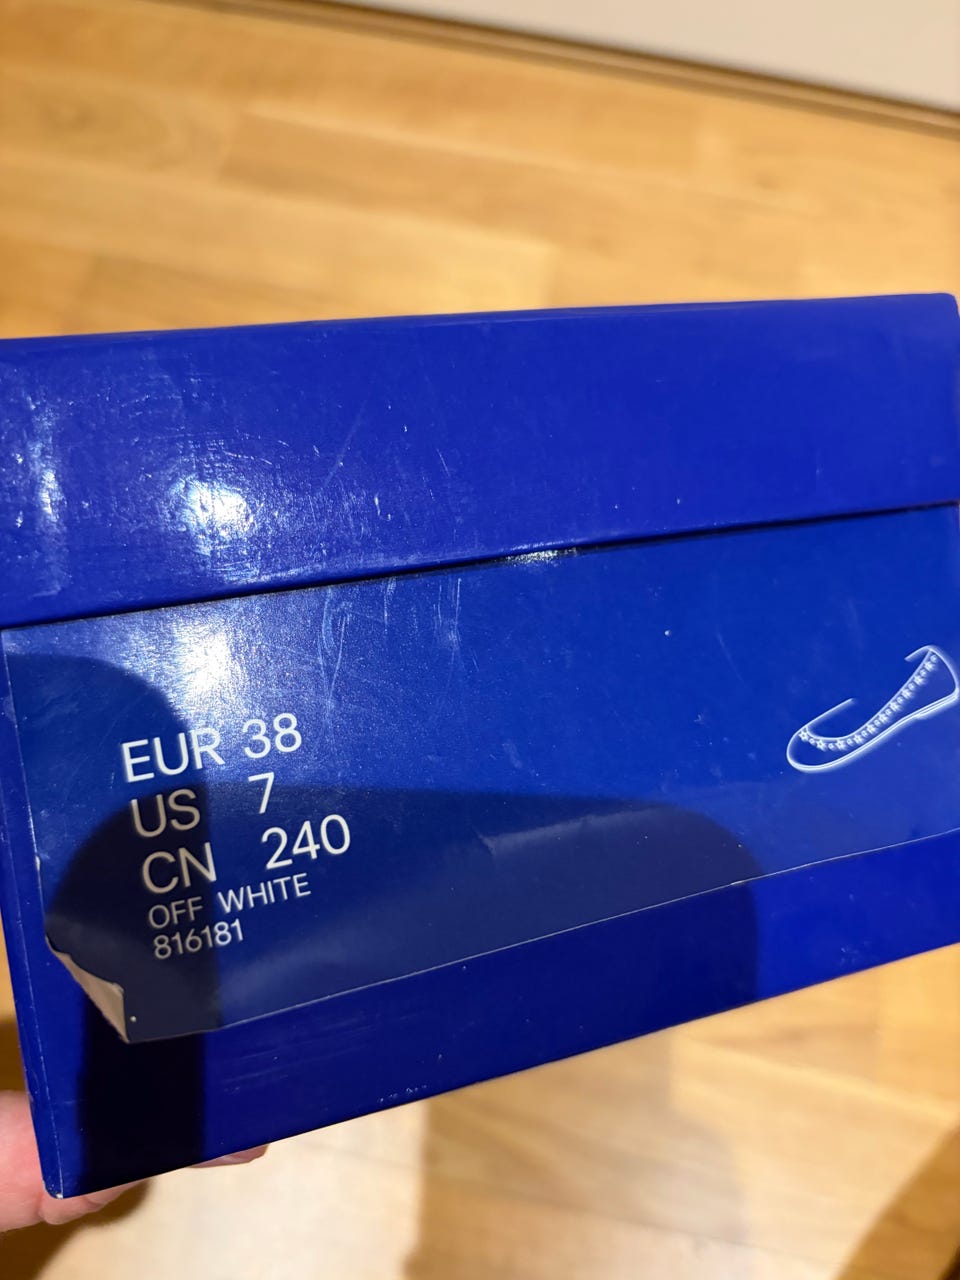 EUR 38
US 7
CN 240
OFF WHITE
816181